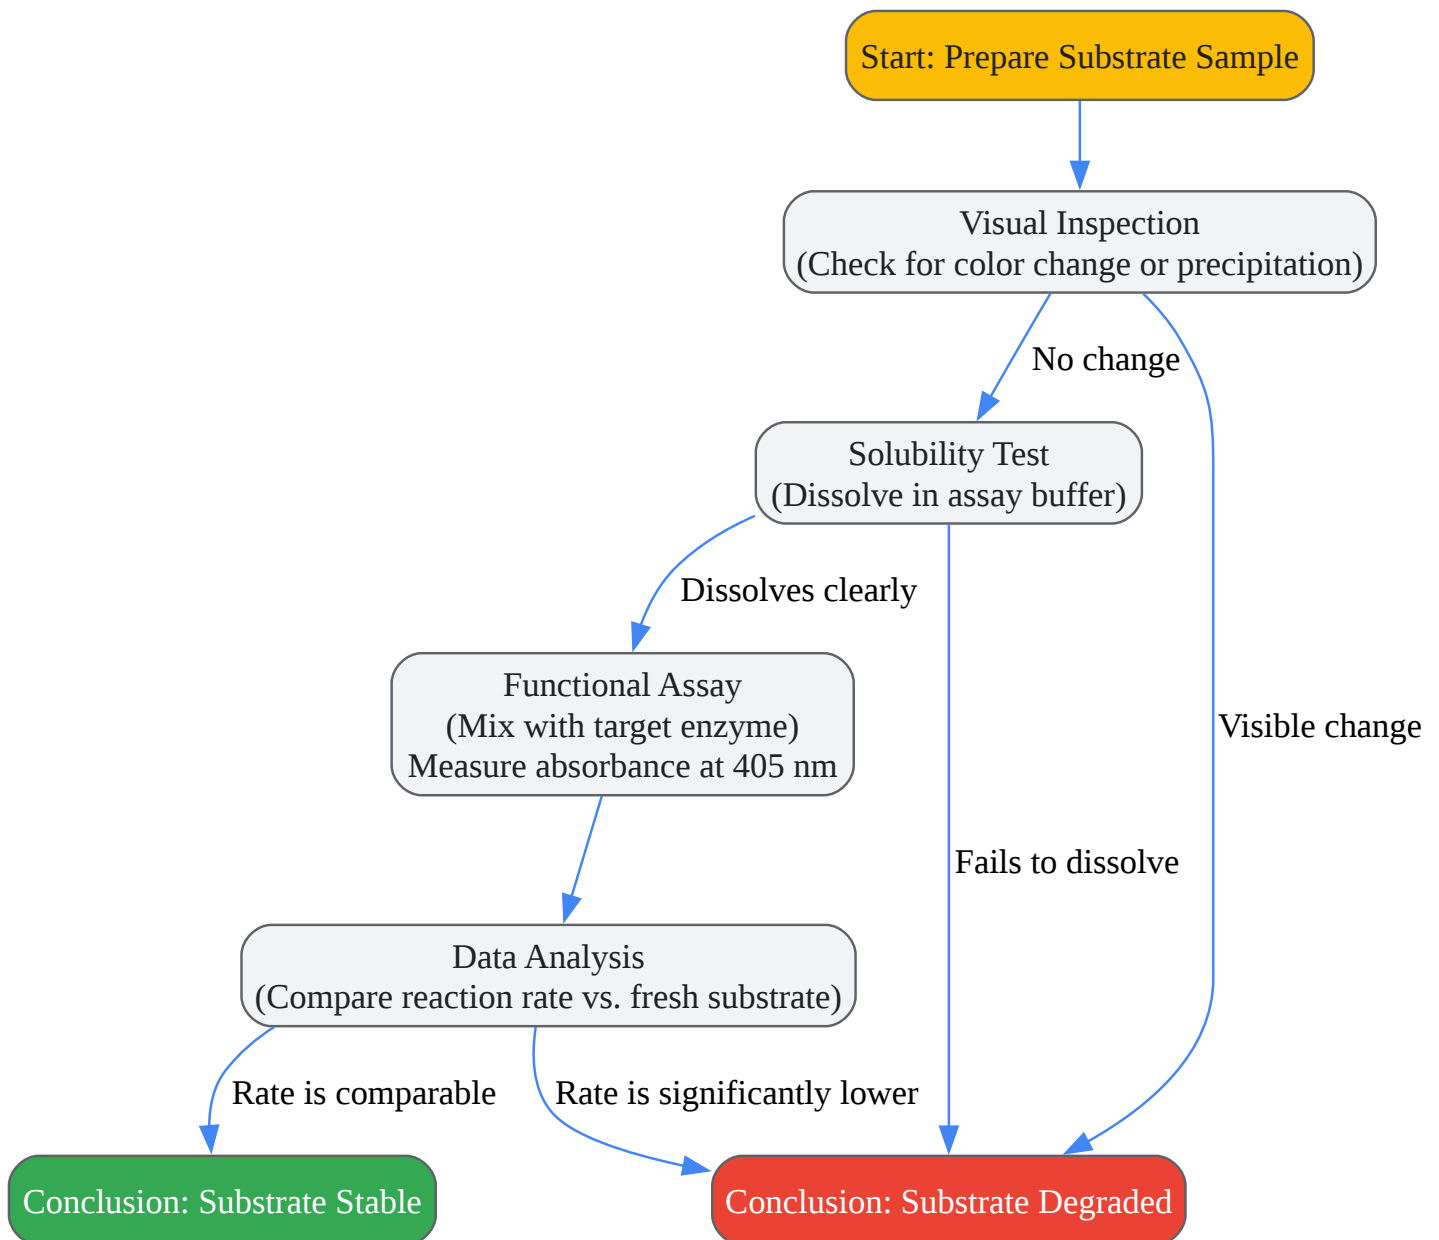 Start: Prepare Substrate Sample
Visual Inspection
(Check for color change or precipitation)
No change
Solubility Test
(Dissolve in assay buffer)
Dissolves clearly
Functional Assay
(Mix with target enzyme)
Measure absorbance at 405 nm
Visible change
Fails to dissolve
Data Analysis
(Compare reaction rate vs. fresh substrate)
Rate is comparable
Rate is significantly lower
Conclusion: Substrate Stable
Conclusion: Substrate Degraded